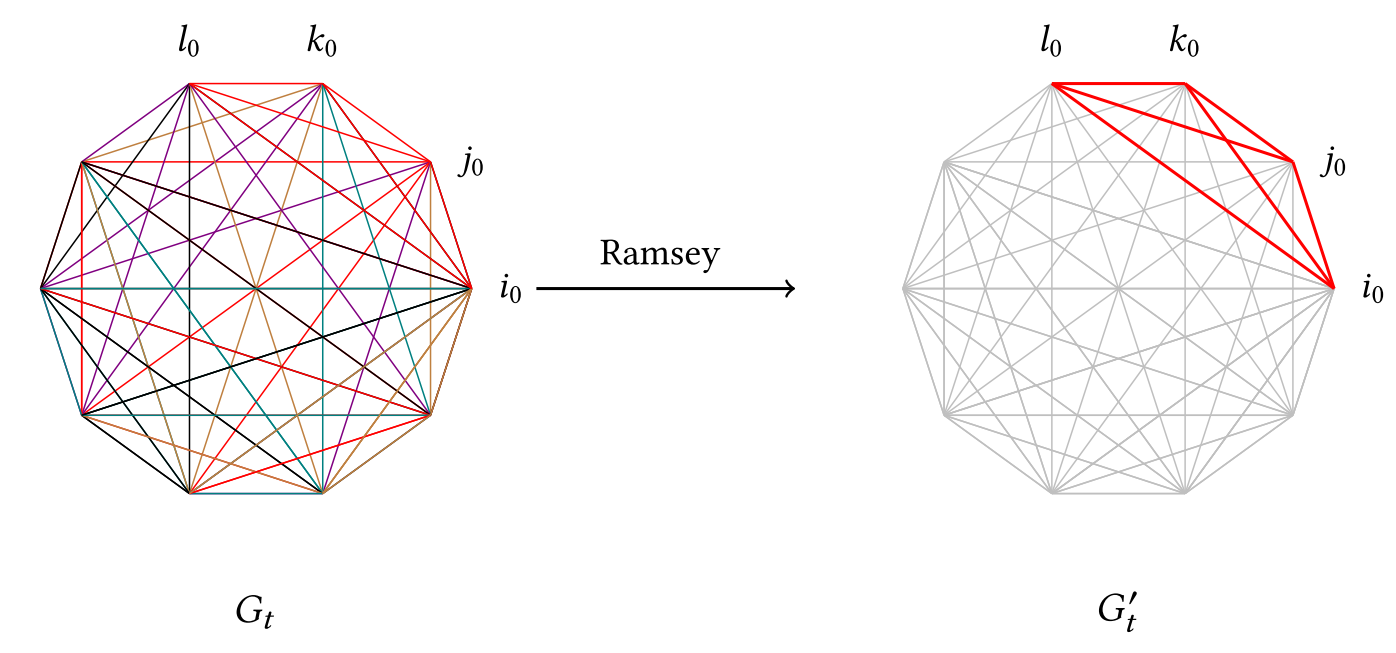 l₀ k₀ l₀ k₀
j₀ j₀
Ramsey
i₀ i₀
Gₜ G′ₜ